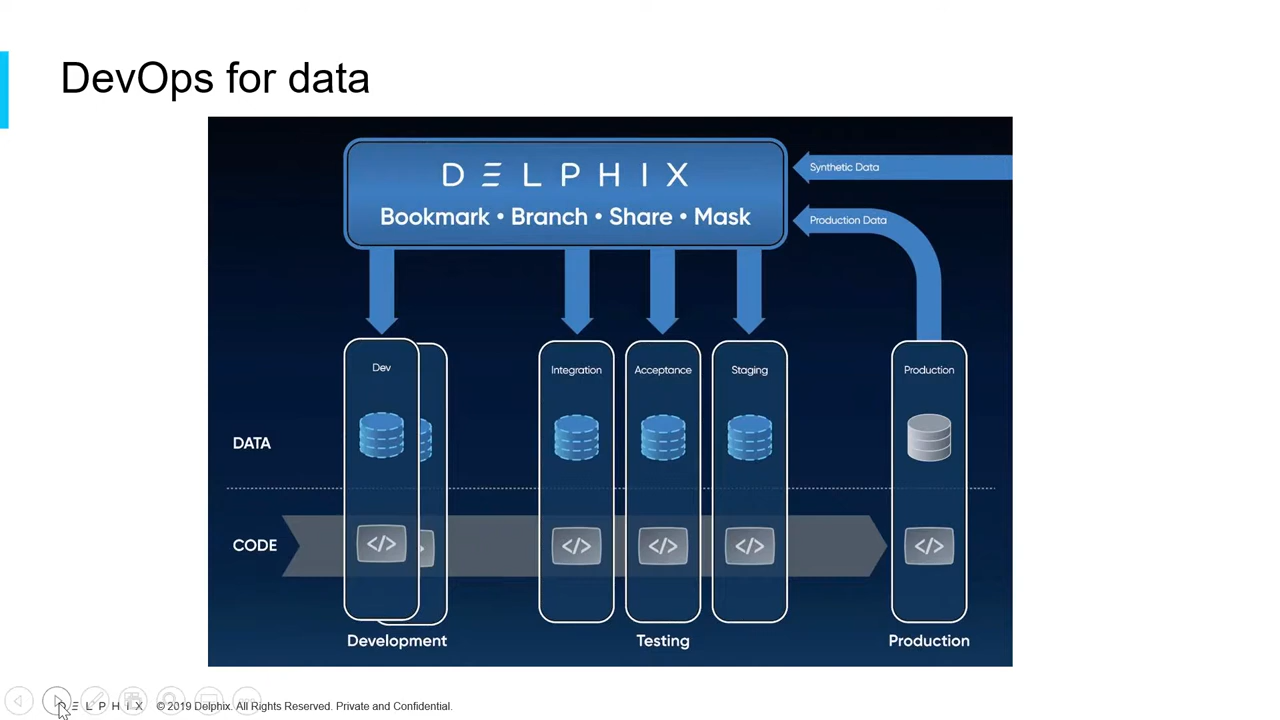 DevOps for data
DELPHIX
Bookmark • Branch • Share • Mask
Synthetic Data
Production Data
Dev
Integration
Acceptance
Staging
Production
DATA
</>
</>
</>
</>
</>
CODE
Development
Testing
Production
DELPHIX © 2019 Delphix. All Rights Reserved. Private and Confidential.